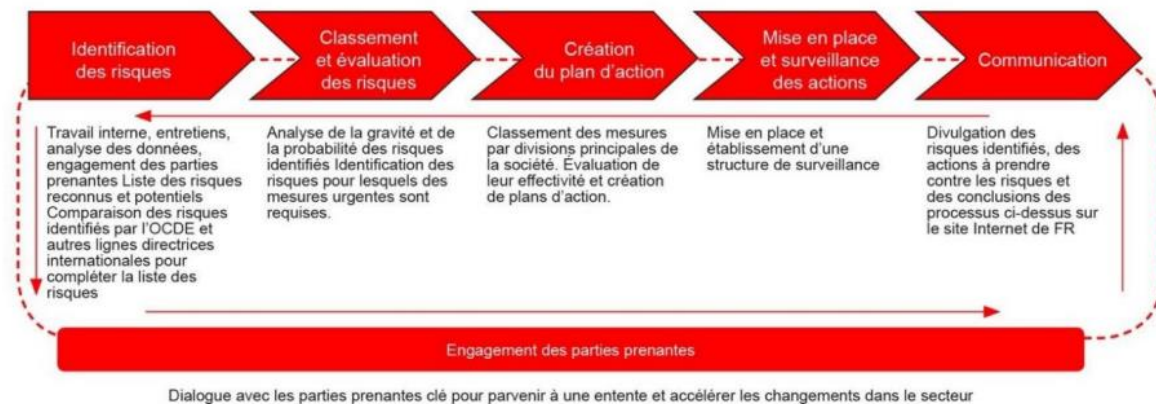 Identification
des risques
Classement
et évaluation
des risques
Création
du plan d'action
Mise en place
et surveillance
des actions
Communication
Travail interne, entretiens,
analyse des données,
engagement des parties
prenantes Liste des risques
reconnus et potentiels
Comparaison des risques
identifiés par l'OCDE et
autres lignes directrices
internationales pour
compléter la liste des
risques
Analyse de la gravité et de
la probabilité des risques
identifiés Identification des
risques pour lesquels des
mesures urgentes sont
requises.
Classement des mesures
par divisions principales de
la société. Évaluation de
leur effectivité et création
de plans d'action.
Mise en place et
établissement d'une
structure de surveillance
Divulgation des
risques identifiés, des
actions à prendre
contre les risques et
des conclusions des
processus ci-dessus sur
le site Internet de FR
Engagement des parties prenantes
Dialogue avec les parties prenantes clé pour parvenir à une entente et accélérer les changements dans le secteur